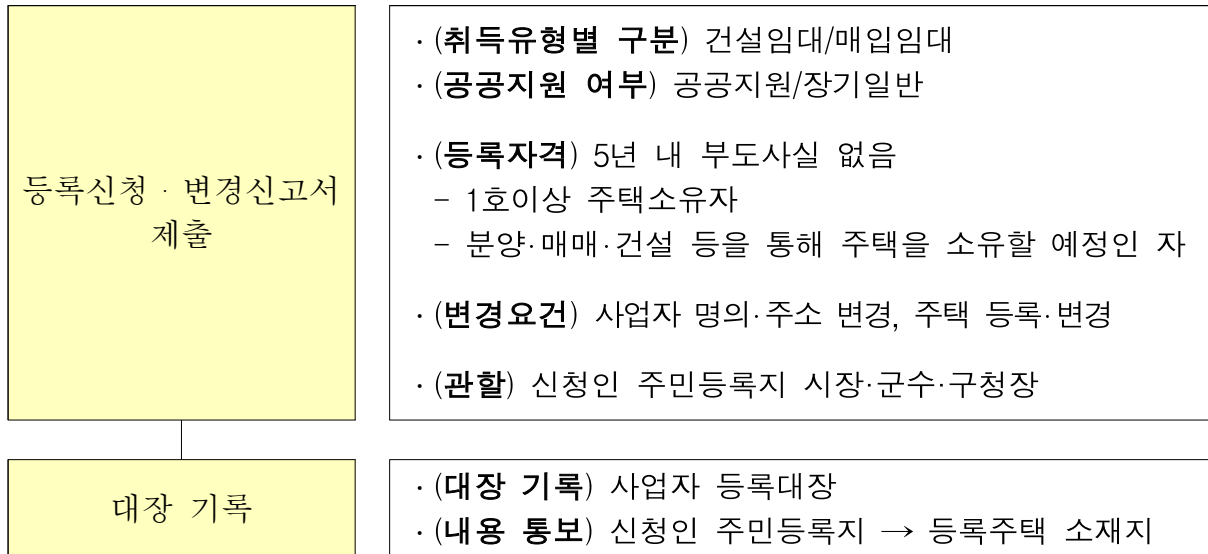 등록신청 · 변경신고서
제출
· (취득유형별 구분) 건설임대/매입임대
· (공공지원 여부) 공공지원/장기일반
· (등록자격) 5년 내 부도사실 없음
- 1호이상 주택소유자
- 분양·매매·건설 등을 통해 주택을 소유할 예정인 자
· (변경요건) 사업자 명의·주소 변경, 주택 등록·변경
· (관할) 신청인 주민등록지 시장·군수·구청장
대장 기록
· (대장 기록) 사업자 등록대장
· (내용 통보) 신청인 주민등록지 → 등록주택 소재지